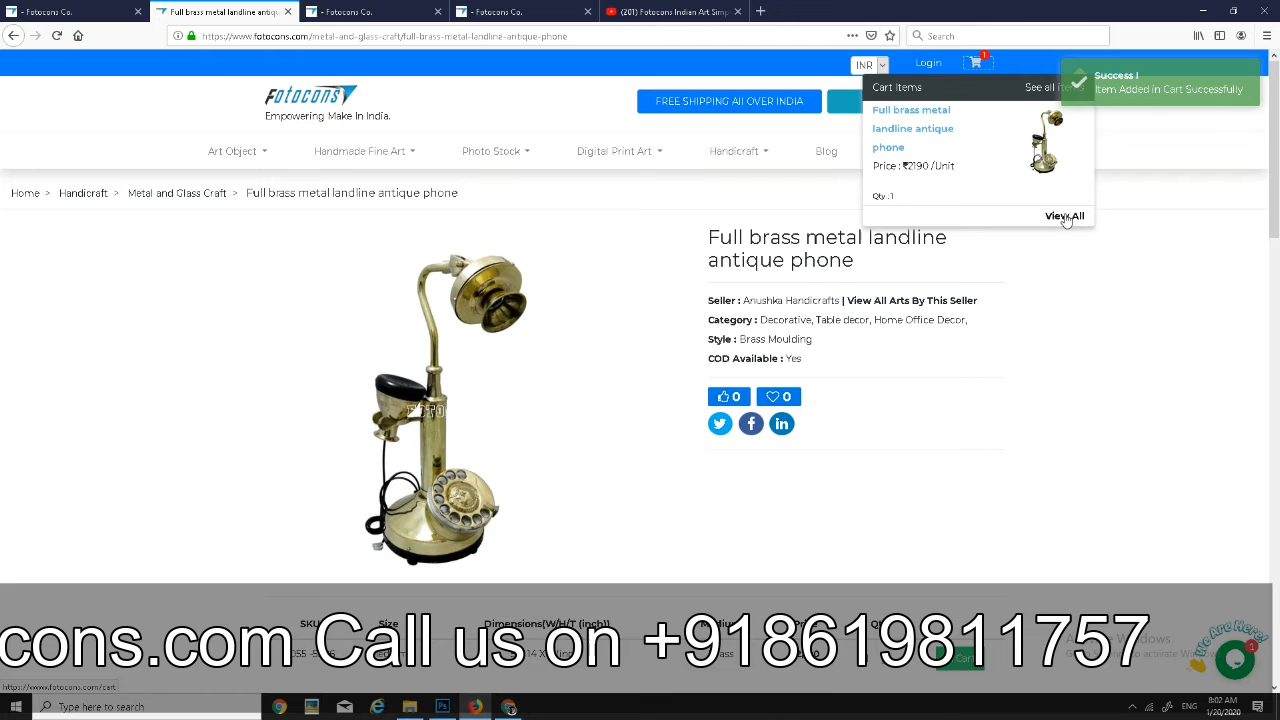 - Fotocons Co.
Full brass metal landline antiqu
- Fotocons Co.
- Fotocons Co.
(201) Fotocons Indian Art Simp
https://www.fotocons.com/metal-and-glass-craft/full-brass-metal-landline-antique-phone
Search
INR
Login
1
Success !
Item Added in Cart Successfully
Cart Items
See all
Full brass metal
landline antique
phone
Price : ₹2190 /Unit
Qty : 1
View All
Fotocons
Empowering Make In India.
FREE SHIPPING All OVER INDIA
Art Object
Handmade Fine Art
Photo Stock
Digital Print Art
Handicraft
Blog
Home > Handicraft > Metal and Glass Craft > Full brass metal landline antique phone
Full brass metal landline
antique phone
Seller : Anushka Handicrafts | View All Arts By This Seller
Category : Decorative, Table decor, Home Office Decor,
Style : Brass Moulding
COD Available : Yes
0
0
SKU
Size
Dimensions(W/H/T (inch))
cons.com Call us on +918619811757
We Are Here!
1
https://www.fotocons.com/cart
Type here to search
ENG
8:02 AM
1/20/2020